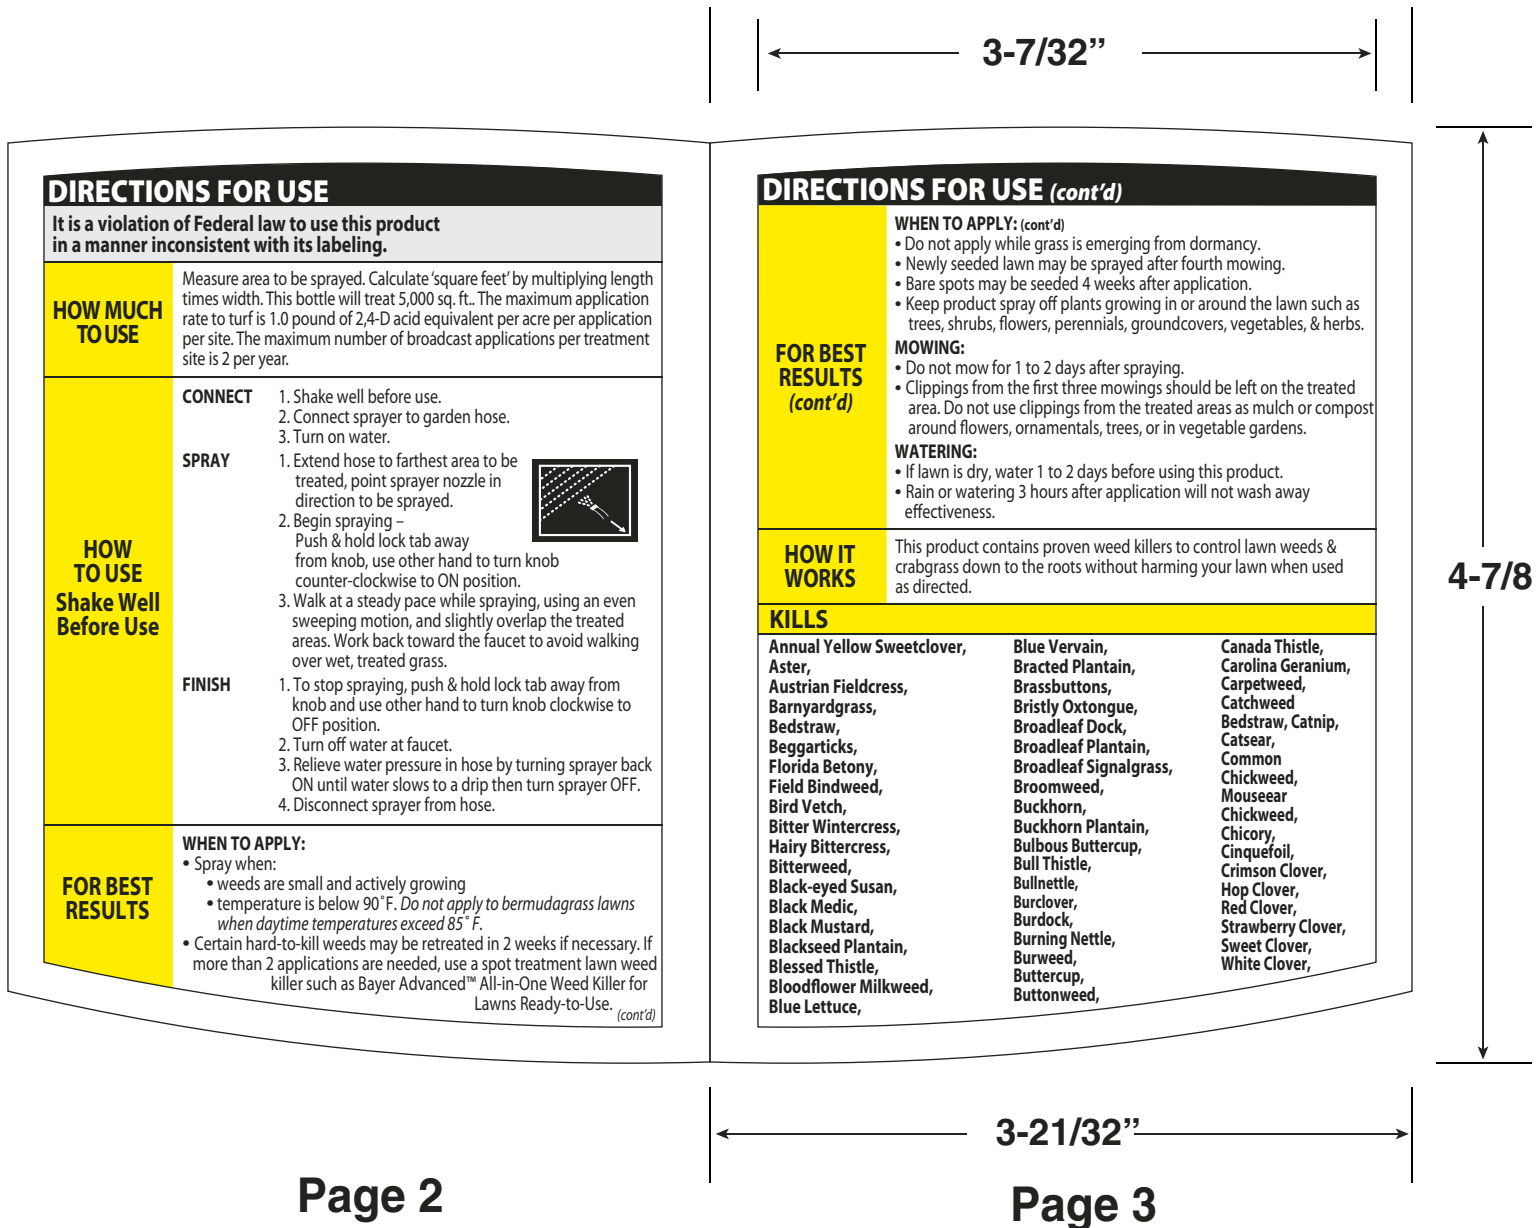 3-7/32”
DIRECTIONS FOR USE
It is a violation of Federal law to use this product
in a manner inconsistent with its labeling.
HOW MUCH
TO USE
Measure area to be sprayed. Calculate ‘square feet’ by multiplying length
times width. This bottle will treat 5,000 sq. ft.. The maximum application
rate to turf is 1.0 pound of 2,4-D acid equivalent per acre per application
per site. The maximum number of broadcast applications per treatment
site is 2 per year.
HOW
TO USE
Shake Well
Before Use
CONNECT
1. Shake well before use.
2. Connect sprayer to garden hose.
3. Turn on water.
SPRAY
1. Extend hose to farthest area to be
treated, point sprayer nozzle in
direction to be sprayed.
2. Begin spraying –
Push & hold lock tab away
from knob, use other hand to turn knob
counter-clockwise to ON position.
3. Walk at a steady pace while spraying, using an even
sweeping motion, and slightly overlap the treated
areas. Work back toward the faucet to avoid walking
over wet, treated grass.
FINISH
1. To stop spraying, push & hold lock tab away from
knob and use other hand to turn knob clockwise to
OFF position.
2. Turn off water at faucet.
3. Relieve water pressure in hose by turning sprayer back
ON until water slows to a drip then turn sprayer OFF.
4. Disconnect sprayer from hose.
FOR BEST
RESULTS
WHEN TO APPLY:
• Spray when:
• weeds are small and actively growing
• temperature is below 90˚F. Do not apply to bermudagrass lawns
when daytime temperatures exceed 85˚ F.
• Certain hard-to-kill weeds may be retreated in 2 weeks if necessary. If
more than 2 applications are needed, use a spot treatment lawn weed
killer such as Bayer Advanced™ All-in-One Weed Killer for
Lawns Ready-to-Use.
(cont’d)
DIRECTIONS FOR USE (cont’d)
FOR BEST
RESULTS
(cont’d)
WHEN TO APPLY: (cont’d)
• Do not apply while grass is emerging from dormancy.
• Newly seeded lawn may be sprayed after fourth mowing.
• Bare spots may be seeded 4 weeks after application.
• Keep product spray off plants growing in or around the lawn such as
trees, shrubs, flowers, perennials, groundcovers, vegetables, & herbs.
MOWING:
• Do not mow for 1 to 2 days after spraying.
• Clippings from the first three mowings should be left on the treated
area. Do not use clippings from the treated areas as mulch or compost
around flowers, ornamentals, trees, or in vegetable gardens.
WATERING:
• If lawn is dry, water 1 to 2 days before using this product.
• Rain or watering 3 hours after application will not wash away
effectiveness.
HOW IT
WORKS
This product contains proven weed killers to control lawn weeds &
crabgrass down to the roots without harming your lawn when used
as directed.
KILLS
Annual Yellow Sweetclover,
Aster,
Austrian Fieldcress,
Barnyardgrass,
Bedstraw,
Beggarticks,
Florida Betony,
Field Bindweed,
Bird Vetch,
Bitter Wintercress,
Hairy Bittercress,
Bitterweed,
Black-eyed Susan,
Black Medic,
Black Mustard,
Blackseed Plantain,
Blessed Thistle,
Bloodflower Milkweed,
Blue Lettuce,
Blue Vervain,
Bracted Plantain,
Brassbuttons,
Bristly Oxtongue,
Broadleaf Dock,
Broadleaf Plantain,
Broadleaf Signalgrass,
Broomweed,
Buckhorn,
Buckhorn Plantain,
Bulbous Buttercup,
Bull Thistle,
Bullnettle,
Burclover,
Burdock,
Burning Nettle,
Burweed,
Buttercup,
Buttonweed,
Canada Thistle,
Carolina Geranium,
Carpetweed,
Catchweed
Bedstraw, Catnip,
Catsear,
Common
Chickweed,
Mouseear
Chickweed,
Chicory,
Cinquefoil,
Crimson Clover,
Hop Clover,
Red Clover,
Strawberry Clover,
Sweet Clover,
White Clover,
4-7/8
3-21/32”
Page 2
Page 3